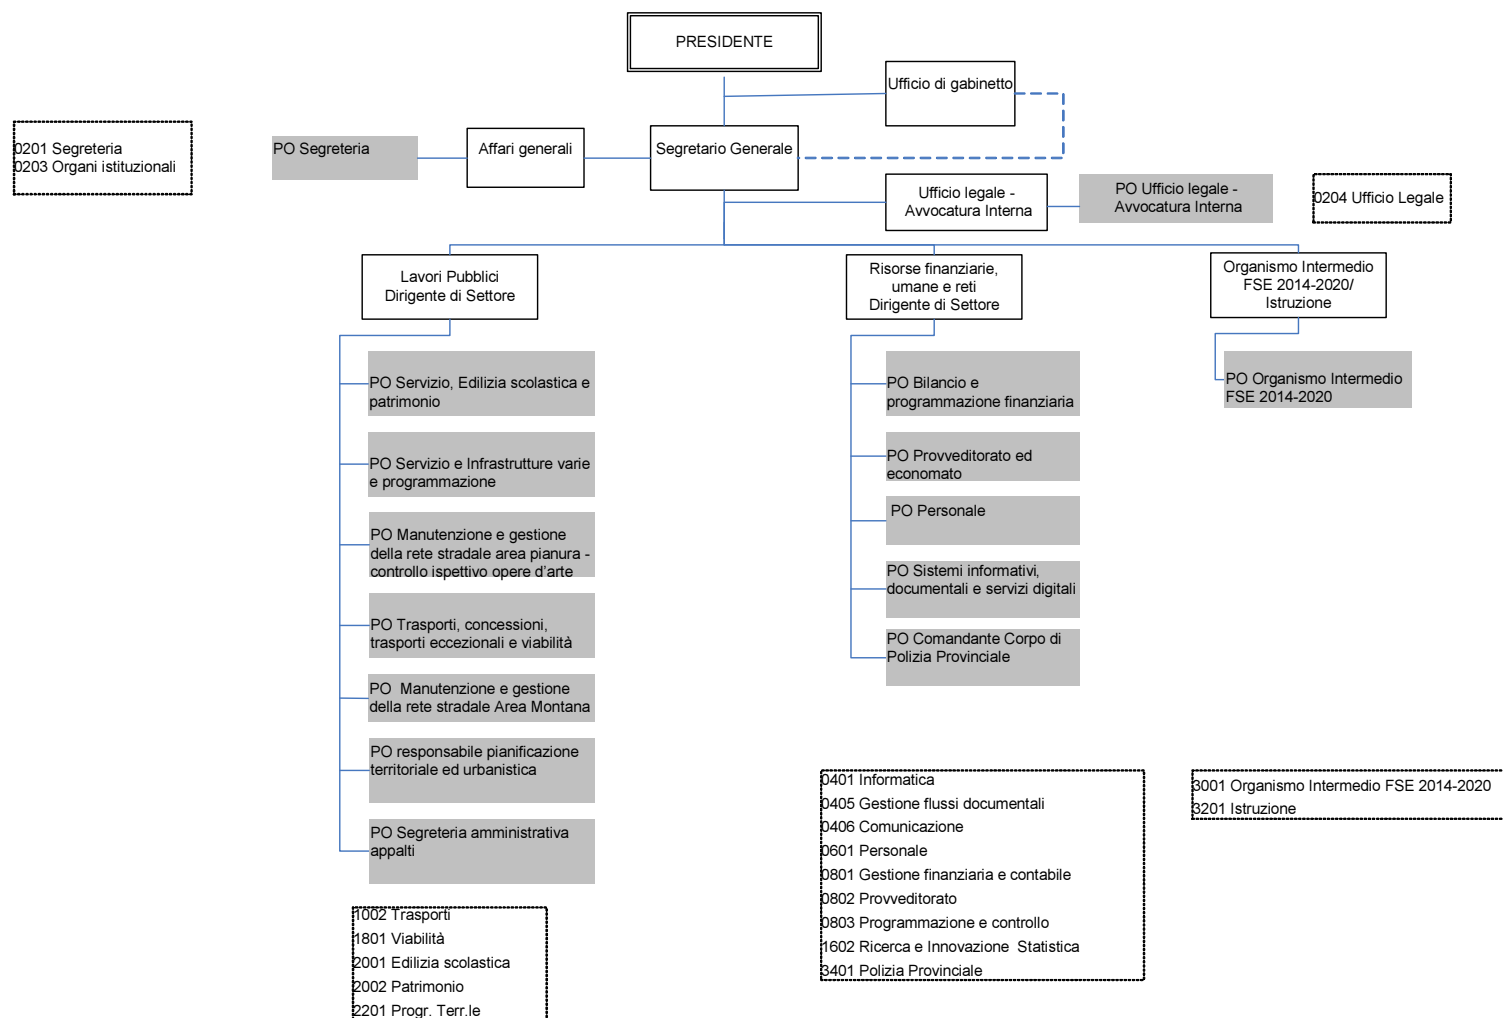 PRESIDENTE
Ufficio di gabinetto
0201 Segreteria
0203 Organi istituzionali
PO Segreteria
Affari generali
Segretario Generale
Ufficio legale -
Avvocatura Interna
PO Ufficio legale -
Avvocatura Interna
0204 Ufficio Legale
Lavori Pubblici
Dirigente di Settore
Risorse finanziarie,
umane e reti
Dirigente di Settore
Organismo Intermedio
FSE 2014-2020/
Istruzione
PO Servizio, Edilizia scolastica e
patrimonio
PO Servizio e Infrastrutture varie
e programmazione
PO Manutenzione e gestione
della rete stradale area pianura -
controllo ispettivo opere d'arte
PO Trasporti, concessioni,
trasporti eccezionali e viabilità
PO  Manutenzione e gestione
della rete stradale Area Montana
PO responsabile pianificazione
territoriale ed urbanistica
PO Segreteria amministrativa
appalti
PO Bilancio e
programmazione finanziaria
PO Provveditorato ed
economato
PO Personale
PO Sistemi informativi,
documentali e servizi digitali
PO Comandante Corpo di
Polizia Provinciale
PO Organismo Intermedio
FSE 2014-2020
1002 Trasporti
1801 Viabilità
2001 Edilizia scolastica
2002 Patrimonio
2201 Progr. Terr.le
0401 Informatica
0405 Gestione flussi documentali
0406 Comunicazione
0601 Personale
0801 Gestione finanziaria e contabile
0802 Provveditorato
0803 Programmazione e controllo
1602 Ricerca e Innovazione  Statistica
3401 Polizia Provinciale
3001 Organismo Intermedio FSE 2014-2020
3201 Istruzione